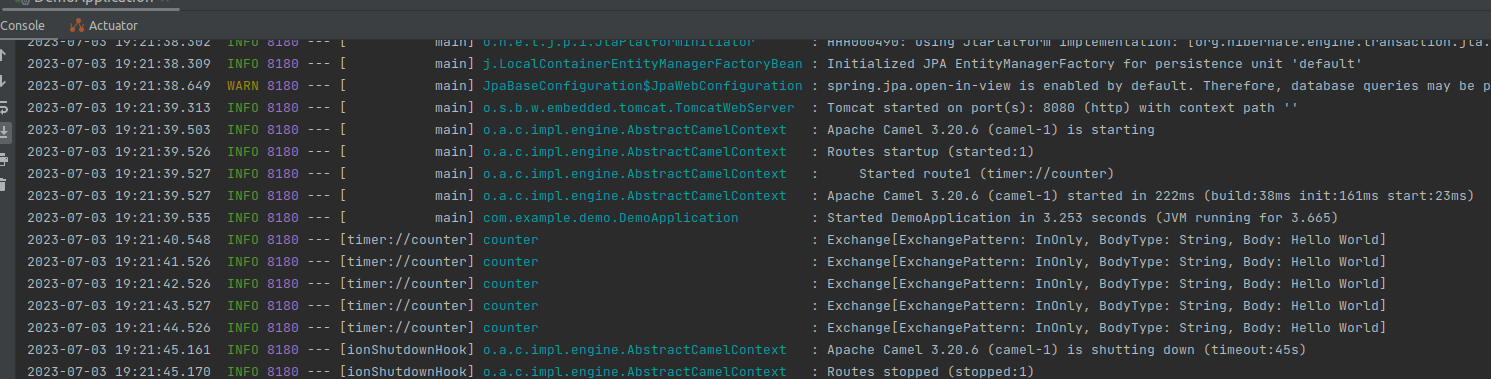 DemoApplication
Console Actuator
2023-07-03 19:21:38.302 INFO 8180 --- [ main] o.h.e.t.j.p.i.JtaPlatformInitiator : HHH000490: Using JtaPlatform implementation: [org.hibernate.engine.transaction.jta.
2023-07-03 19:21:38.309 INFO 8180 --- [ main] j.LocalContainerEntityManagerFactoryBean : Initialized JPA EntityManagerFactory for persistence unit 'default'
2023-07-03 19:21:38.649 WARN 8180 --- [ main] JpaBaseConfiguration$JpaWebConfiguration : spring.jpa.open-in-view is enabled by default. Therefore, database queries may be p
2023-07-03 19:21:39.313 INFO 8180 --- [ main] o.s.b.w.embedded.tomcat.TomcatWebServer : Tomcat started on port(s): 8080 (http) with context path ''
2023-07-03 19:21:39.503 INFO 8180 --- [ main] o.a.c.impl.engine.AbstractCamelContext : Apache Camel 3.20.6 (camel-1) is starting
2023-07-03 19:21:39.526 INFO 8180 --- [ main] o.a.c.impl.engine.AbstractCamelContext : Routes startup (started:1)
2023-07-03 19:21:39.527 INFO 8180 --- [ main] o.a.c.impl.engine.AbstractCamelContext : Started route1 (timer://counter)
2023-07-03 19:21:39.527 INFO 8180 --- [ main] o.a.c.impl.engine.AbstractCamelContext : Apache Camel 3.20.6 (camel-1) started in 222ms (build:38ms init:161ms start:23ms)
2023-07-03 19:21:39.535 INFO 8180 --- [ main] com.example.demo.DemoApplication : Started DemoApplication in 3.253 seconds (JVM running for 3.665)
2023-07-03 19:21:40.548 INFO 8180 --- [timer://counter] counter : Exchange[ExchangePattern: InOnly, BodyType: String, Body: Hello World]
2023-07-03 19:21:41.526 INFO 8180 --- [timer://counter] counter : Exchange[ExchangePattern: InOnly, BodyType: String, Body: Hello World]
2023-07-03 19:21:42.526 INFO 8180 --- [timer://counter] counter : Exchange[ExchangePattern: InOnly, BodyType: String, Body: Hello World]
2023-07-03 19:21:43.527 INFO 8180 --- [timer://counter] counter : Exchange[ExchangePattern: InOnly, BodyType: String, Body: Hello World]
2023-07-03 19:21:44.526 INFO 8180 --- [timer://counter] counter : Exchange[ExchangePattern: InOnly, BodyType: String, Body: Hello World]
2023-07-03 19:21:45.161 INFO 8180 --- [ionShutdownHook] o.a.c.impl.engine.AbstractCamelContext : Apache Camel 3.20.6 (camel-1) is shutting down (timeout:45s)
2023-07-03 19:21:45.170 INFO 8180 --- [ionShutdownHook] o.a.c.impl.engine.AbstractCamelContext : Routes stopped (stopped:1)